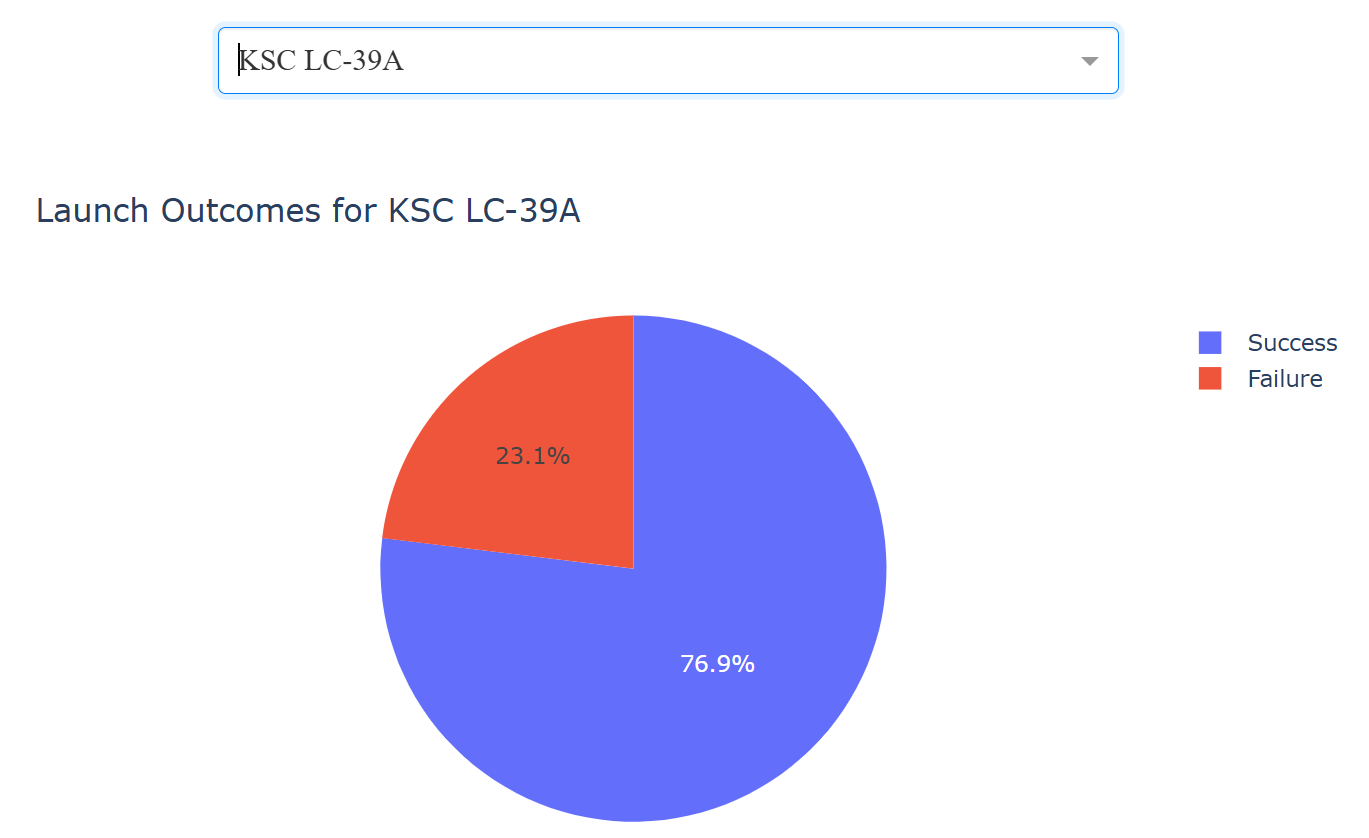 KSC LC-39A
Launch Outcomes for KSC LC-39A
Success
Failure
23.1%
76.9%